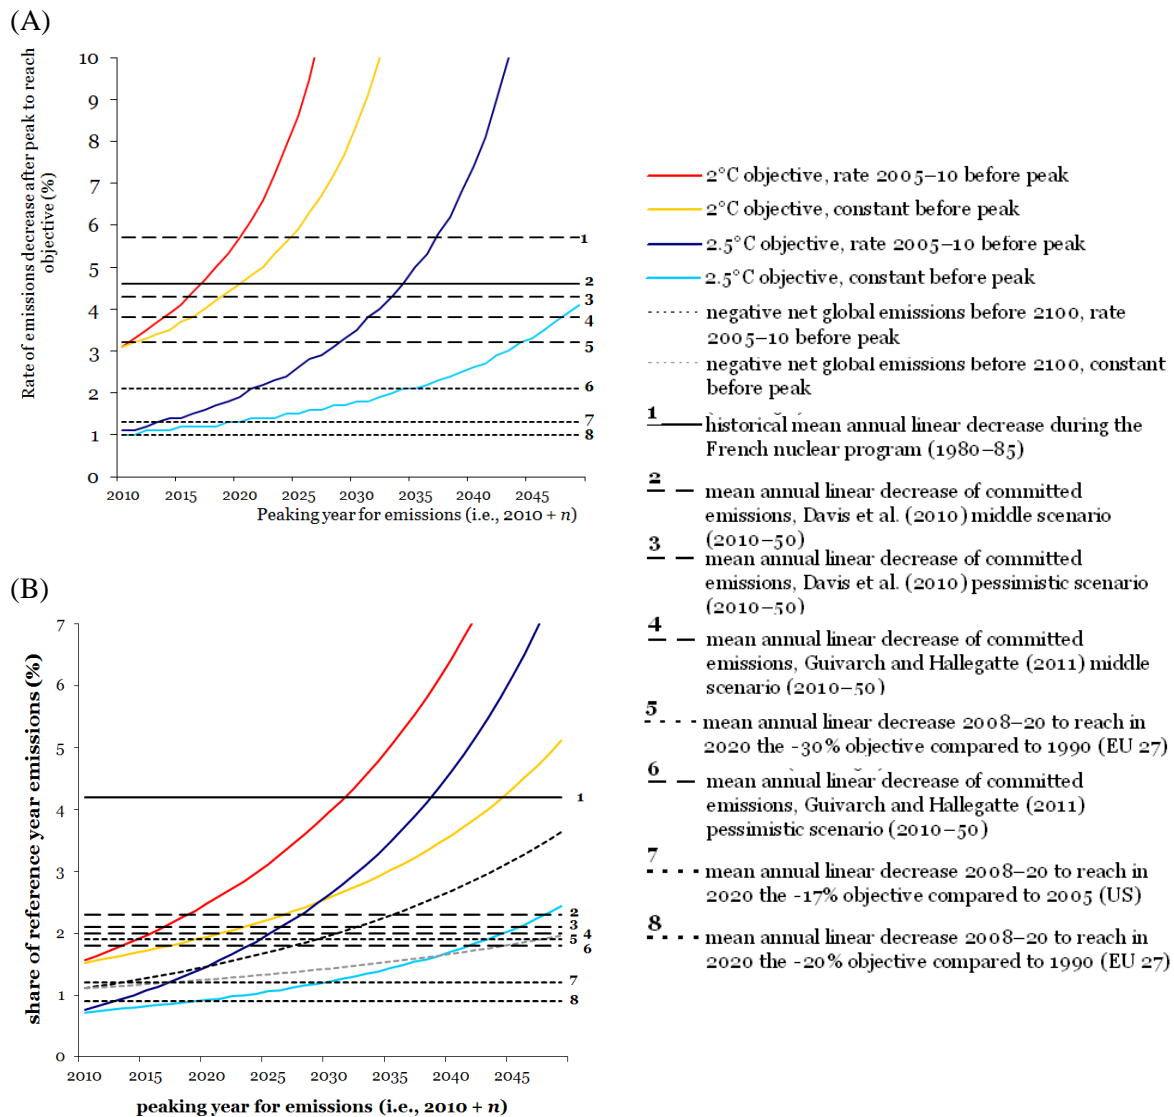 (A)
Rate of emissions decrease after peak to reach
objective (%)
10
9
8
7
6
5
4
3
2
1
0
1
2
3
4
5
6
7
8
2010 2015 2020 2025 2030 2035 2040 2045
Peaking year for emissions (i.e., 2010 + n)
(B)
share of reference year emissions (%)
7
6
5
4
3
2
1
0
1
2
3
4
5
6
7
8
2010 2015 2020 2025 2030 2035 2040 2045
peaking year for emissions (i.e., 2010 + n)
2°C objective, rate 2005–10 before peak
2°C objective, constant before peak
2.5°C objective, rate 2005–10 before peak
2.5°C objective, constant before peak
negative net global emissions before 2100, rate
2005–10 before peak
negative net global emissions before 2100, constant
before peak
1
historical mean annual linear decrease during the
French nuclear program (1980–85)
2
mean annual linear decrease of committed
emissions, Davis et al. (2010) middle scenario
(2010–50)
3
mean annual linear decrease of committed
emissions, Davis et al. (2010) pessimistic scenario
(2010–50)
4
mean annual linear decrease of committed
emissions, Guivarch and Hallegatte (2011) middle
scenario (2010–50)
5
mean annual linear decrease 2008–20 to reach in
2020 the -30% objective compared to 1990 (EU 27)
6
mean annual linear decrease of committed
emissions, Guivarch and Hallegatte (2011)
pessimistic scenario (2010–50)
7
mean annual linear decrease 2008–20 to reach in
2020 the -17% objective compared to 2005 (US)
8
mean annual linear decrease 2008–20 to reach in
2020 the -20% objective compared to 1990 (EU 27)